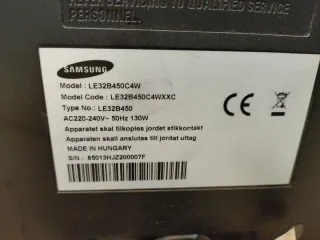 REFER SERVICING TO QUALIFIED SERVICE
PERSONNEL.
SAMSUNG
Model : LE32B450C4W
Model Code : LE32B450C4WXXC
Type No.: LE32B450
AC220-240V~ 50Hz 130W
Apparatet skal tilkoples jordet stikkontakt
Apparaten skall anslutas till jordat uttag
MADE IN HUNGARY
S/N : 85013HJZ200007F
CE